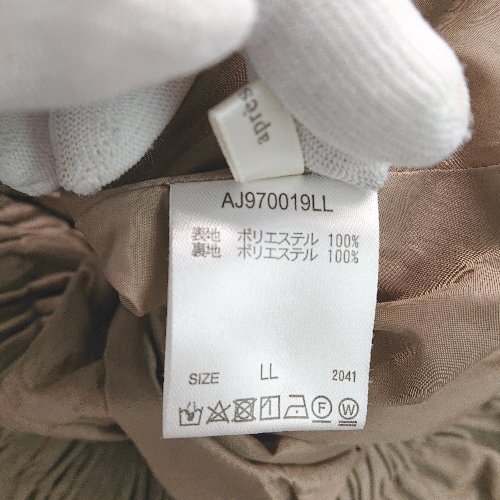 après
AJ970019LL
表地 ポリエステル 100%
裏地 ポリエステル 100%
SIZE LL 2041
F W